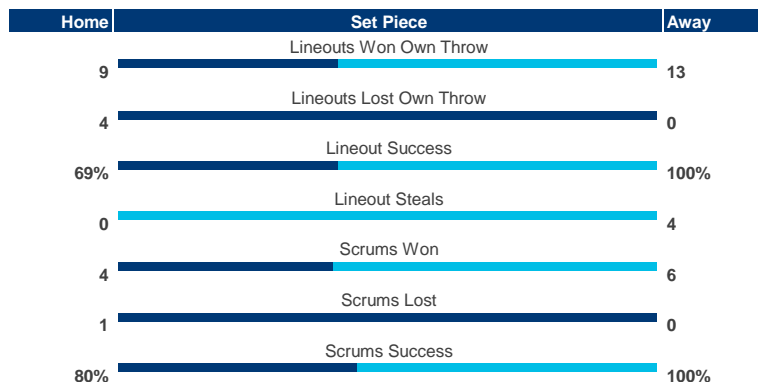 Home Set Piece Away
Lineouts Won Own Throw
9 13
Lineouts Lost Own Throw
4 0
Lineout Success
69% 100%
Lineout Steals
0 4
Scrums Won
4 6
Scrums Lost
1 0
Scrums Success
80% 100%